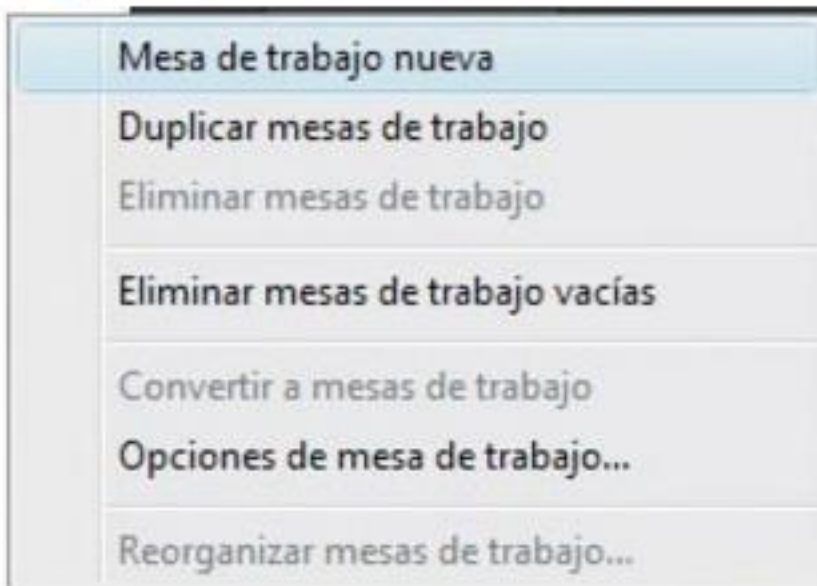 Mesa de trabajo nueva
Duplicar mesas de trabajo
Eliminar mesas de trabajo
Eliminar mesas de trabajo vacías
Convertir a mesas de trabajo
Opciones de mesa de trabajo...
Reorganizar mesas de trabajo...